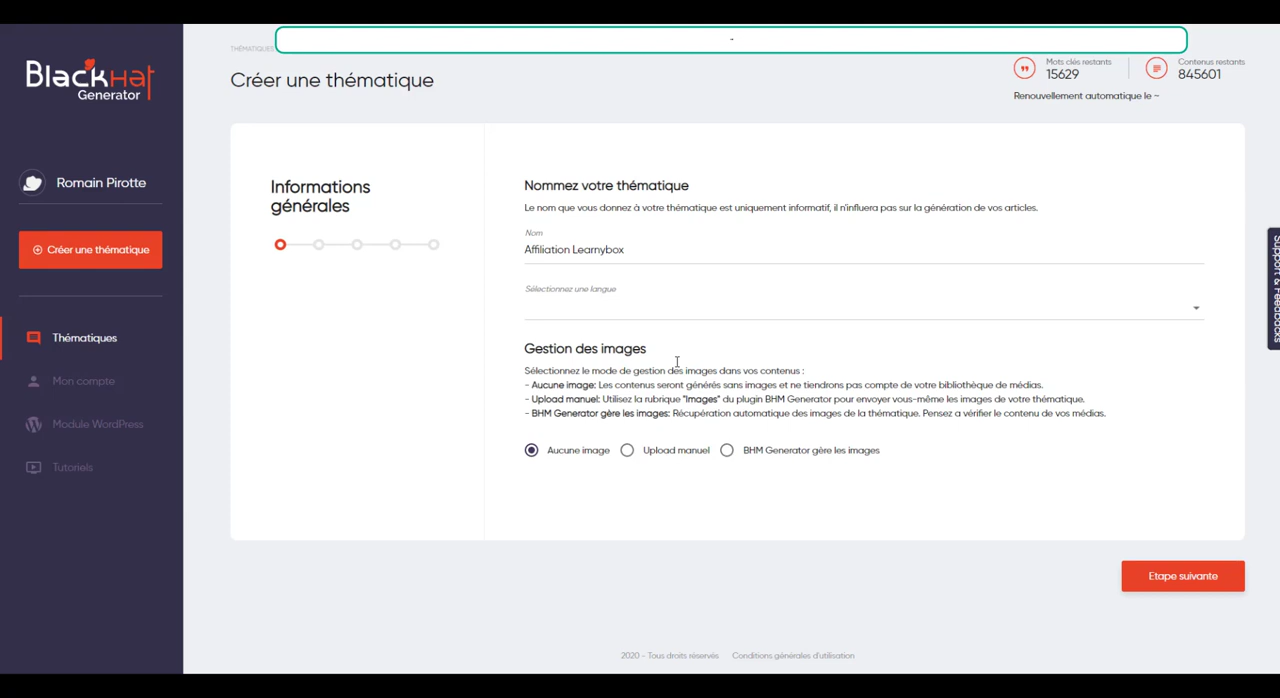 BlackHat
Generator
Romain Pirotte
Créer une thématique
Thématiques
Mon compte
Module WordPress
Tutoriels
THÉMATIQUES
-
Créer une thématique
Mots clés restants
15629
Contenus restants
845601
Renouvellement automatique le ~
Informations
générales
Nommez votre thématique
Le nom que vous donnez à votre thématique est uniquement informatif, il n'influera pas sur la génération de vos articles.
Nom
Affiliation Learnybox
Sélectionnez une langue
Gestion des images
Sélectionnez le mode de gestion des images dans vos contenus :
- Aucune image: Les contenus seront générés sans images et ne tiendrons pas compte de votre bibliothèque de médias.
- Upload manuel: Utilisez la rubrique "Images" du plugin BHM Generator pour envoyer vous-même les images de votre thématique.
- BHM Generator gère les images: Récupération automatique des images de la thématique. Pensez a vérifier le contenu de vos médias.
Aucune image Upload manuel BHM Generator gère les images
Etape suivante
Support & Feedbacks
2020 - Tous droits réservés Conditions générales d'utilisation